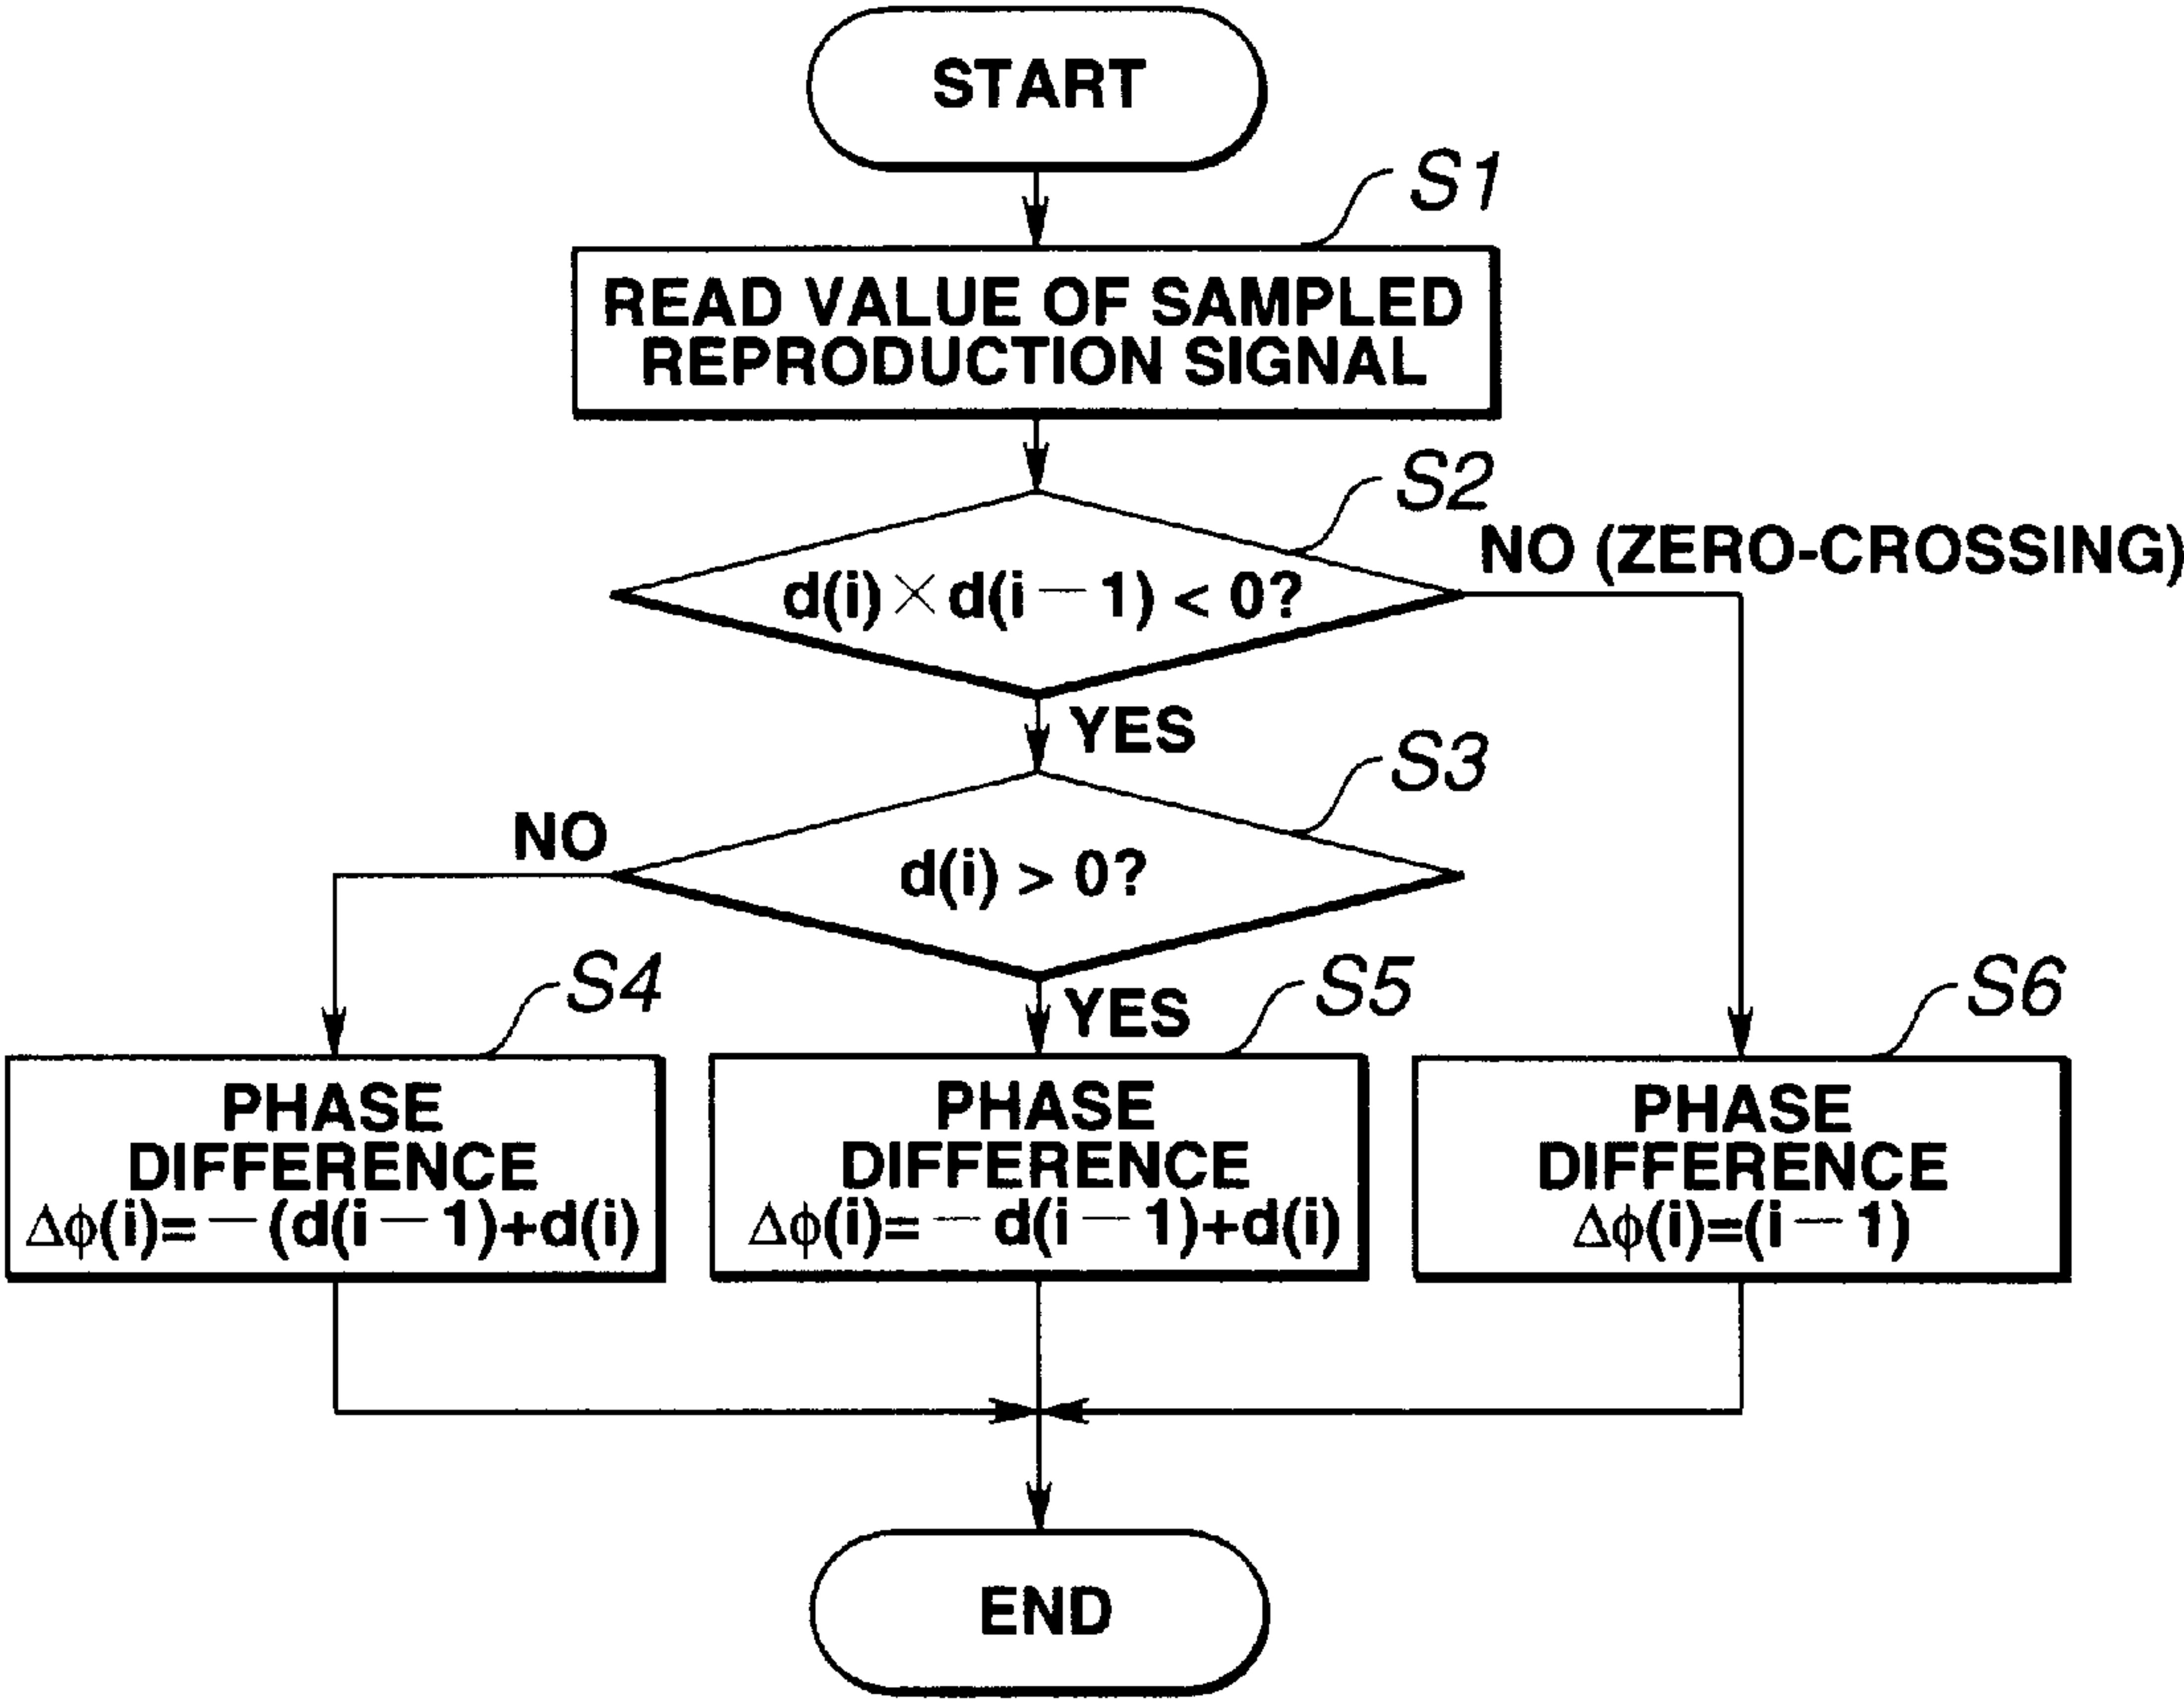 START
S1
READ VALUE OF SAMPLED
REPRODUCTION SIGNAL
S2
NO (ZERO-CROSSING)
d(i)×d(i－1) < 0?
YES
S3
NO
d(i) > 0?
S4
YES
S5
S6
PHASE
DIFFERENCE
Δϕ(i)=－(d(i－1)+d(i)
PHASE
DIFFERENCE
Δϕ(i)=－ d(i－1)+d(i)
PHASE
DIFFERENCE
Δϕ(i)=(i－1)
END